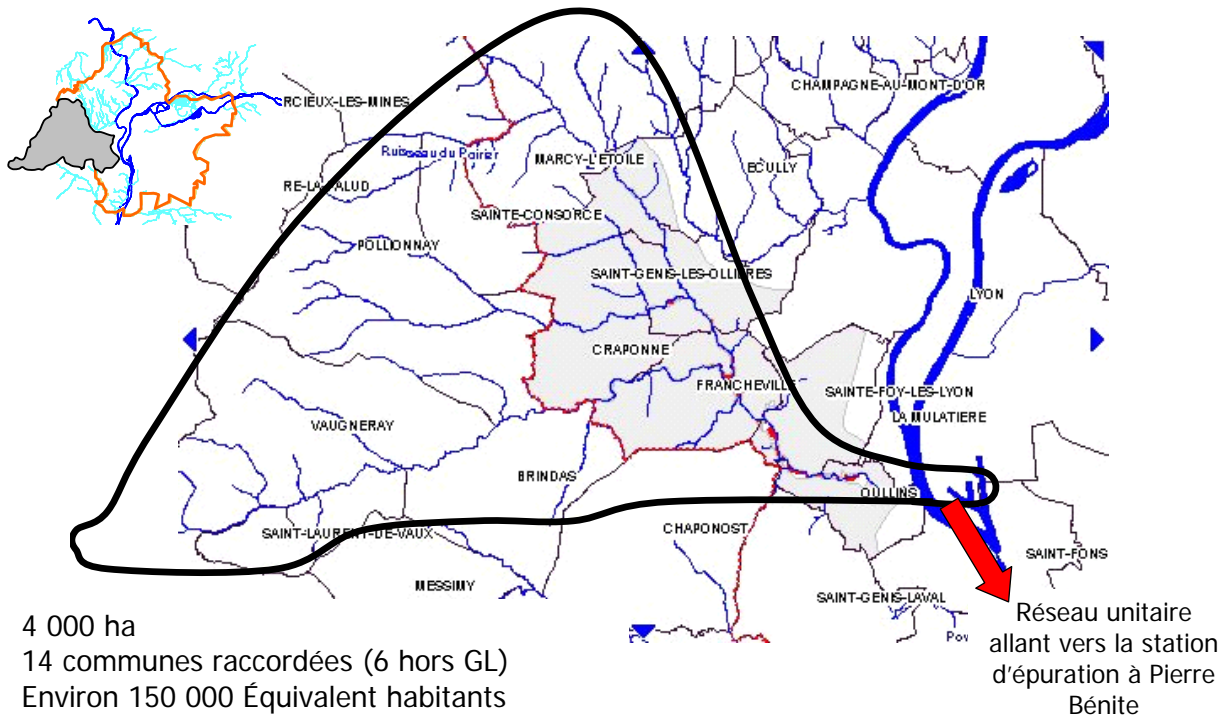 CHAMPAGNE-AU-MONT-D'OR
RCIEUX-LES-MINES
Ruisseau du Poirier
MARCY-L'ETOILE
ECULLY
RE-LA-PALUD
SAINTE-CONSORCE
POLLIONNAY
SAINT-GENIS-LES-OLLIERES
LYON
CRAPONNE
FRANCHEVILLE
SAINTE-FOY-LES-LYON
LA MULATIERE
VAUGNERAY
BRINDAS
OULLINS
SAINT-LAURENT-DE-VAUX
CHAPONOST
SAINT-FONS
MESSIMY
SAINT-GENIS-LAVAL
Réseau unitaire
allant vers la station
d'épuration à Pierre
Bénite
4 000 ha
14 communes raccordées (6 hors GL)
Environ 150 000 Équivalent habitants